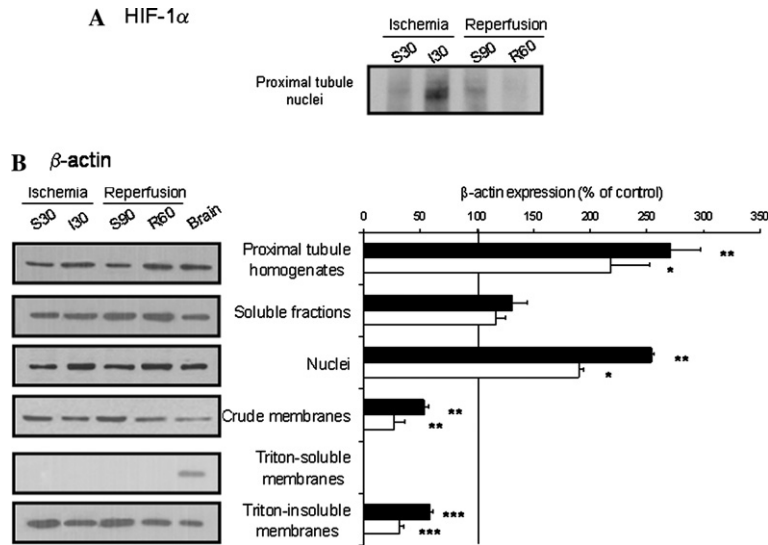 A HIF-1α
Ischemia Reperfusion
S30 I30 S90 R60
Proximal tubule
nuclei
B β-actin
Ischemia Reperfusion
S30 I30 S90 R60 Brain
β-actin expression (% of control)
0 50 100 150 200 250 300 350
Proximal tubule
homogenates
**
*
Soluble fractions
Nuclei
**
*
Crude membranes
**
**
Triton-soluble
membranes
Triton-insoluble
membranes
***
***